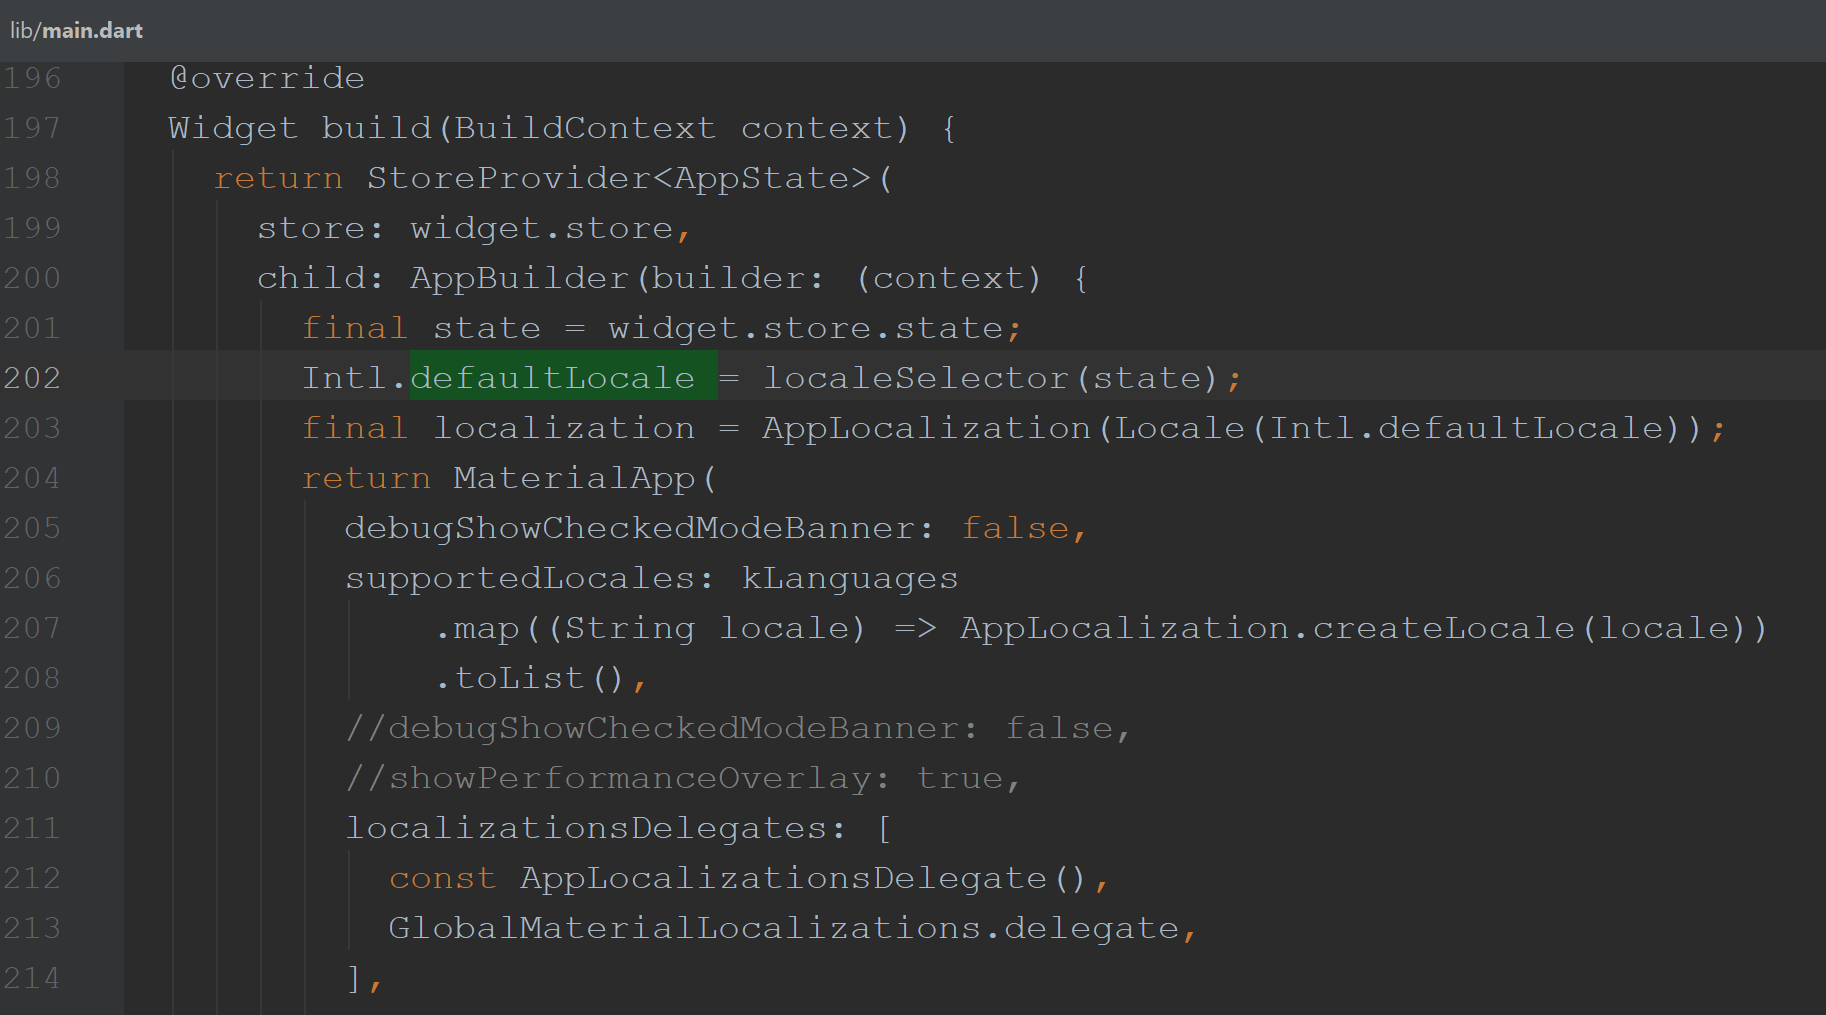 lib/main.dart
196 @override
197 Widget build(BuildContext context) {
198 return StoreProvider<AppState>(
199 store: widget.store,
200 child: AppBuilder(builder: (context) {
201 final state = widget.store.state;
202 Intl.defaultLocale = localeSelector(state);
203 final localization = AppLocalization(Locale(Intl.defaultLocale));
204 return MaterialApp(
205 debugShowCheckedModeBanner: false,
206 supportedLocales: kLanguages
207 .map((String locale) => AppLocalization.createLocale(locale))
208 .toList(),
209 //debugShowCheckedModeBanner: false,
210 //showPerformanceOverlay: true,
211 localizationsDelegates: [
212 const AppLocalizationsDelegate(),
213 GlobalMaterialLocalizations.delegate,
214 ],